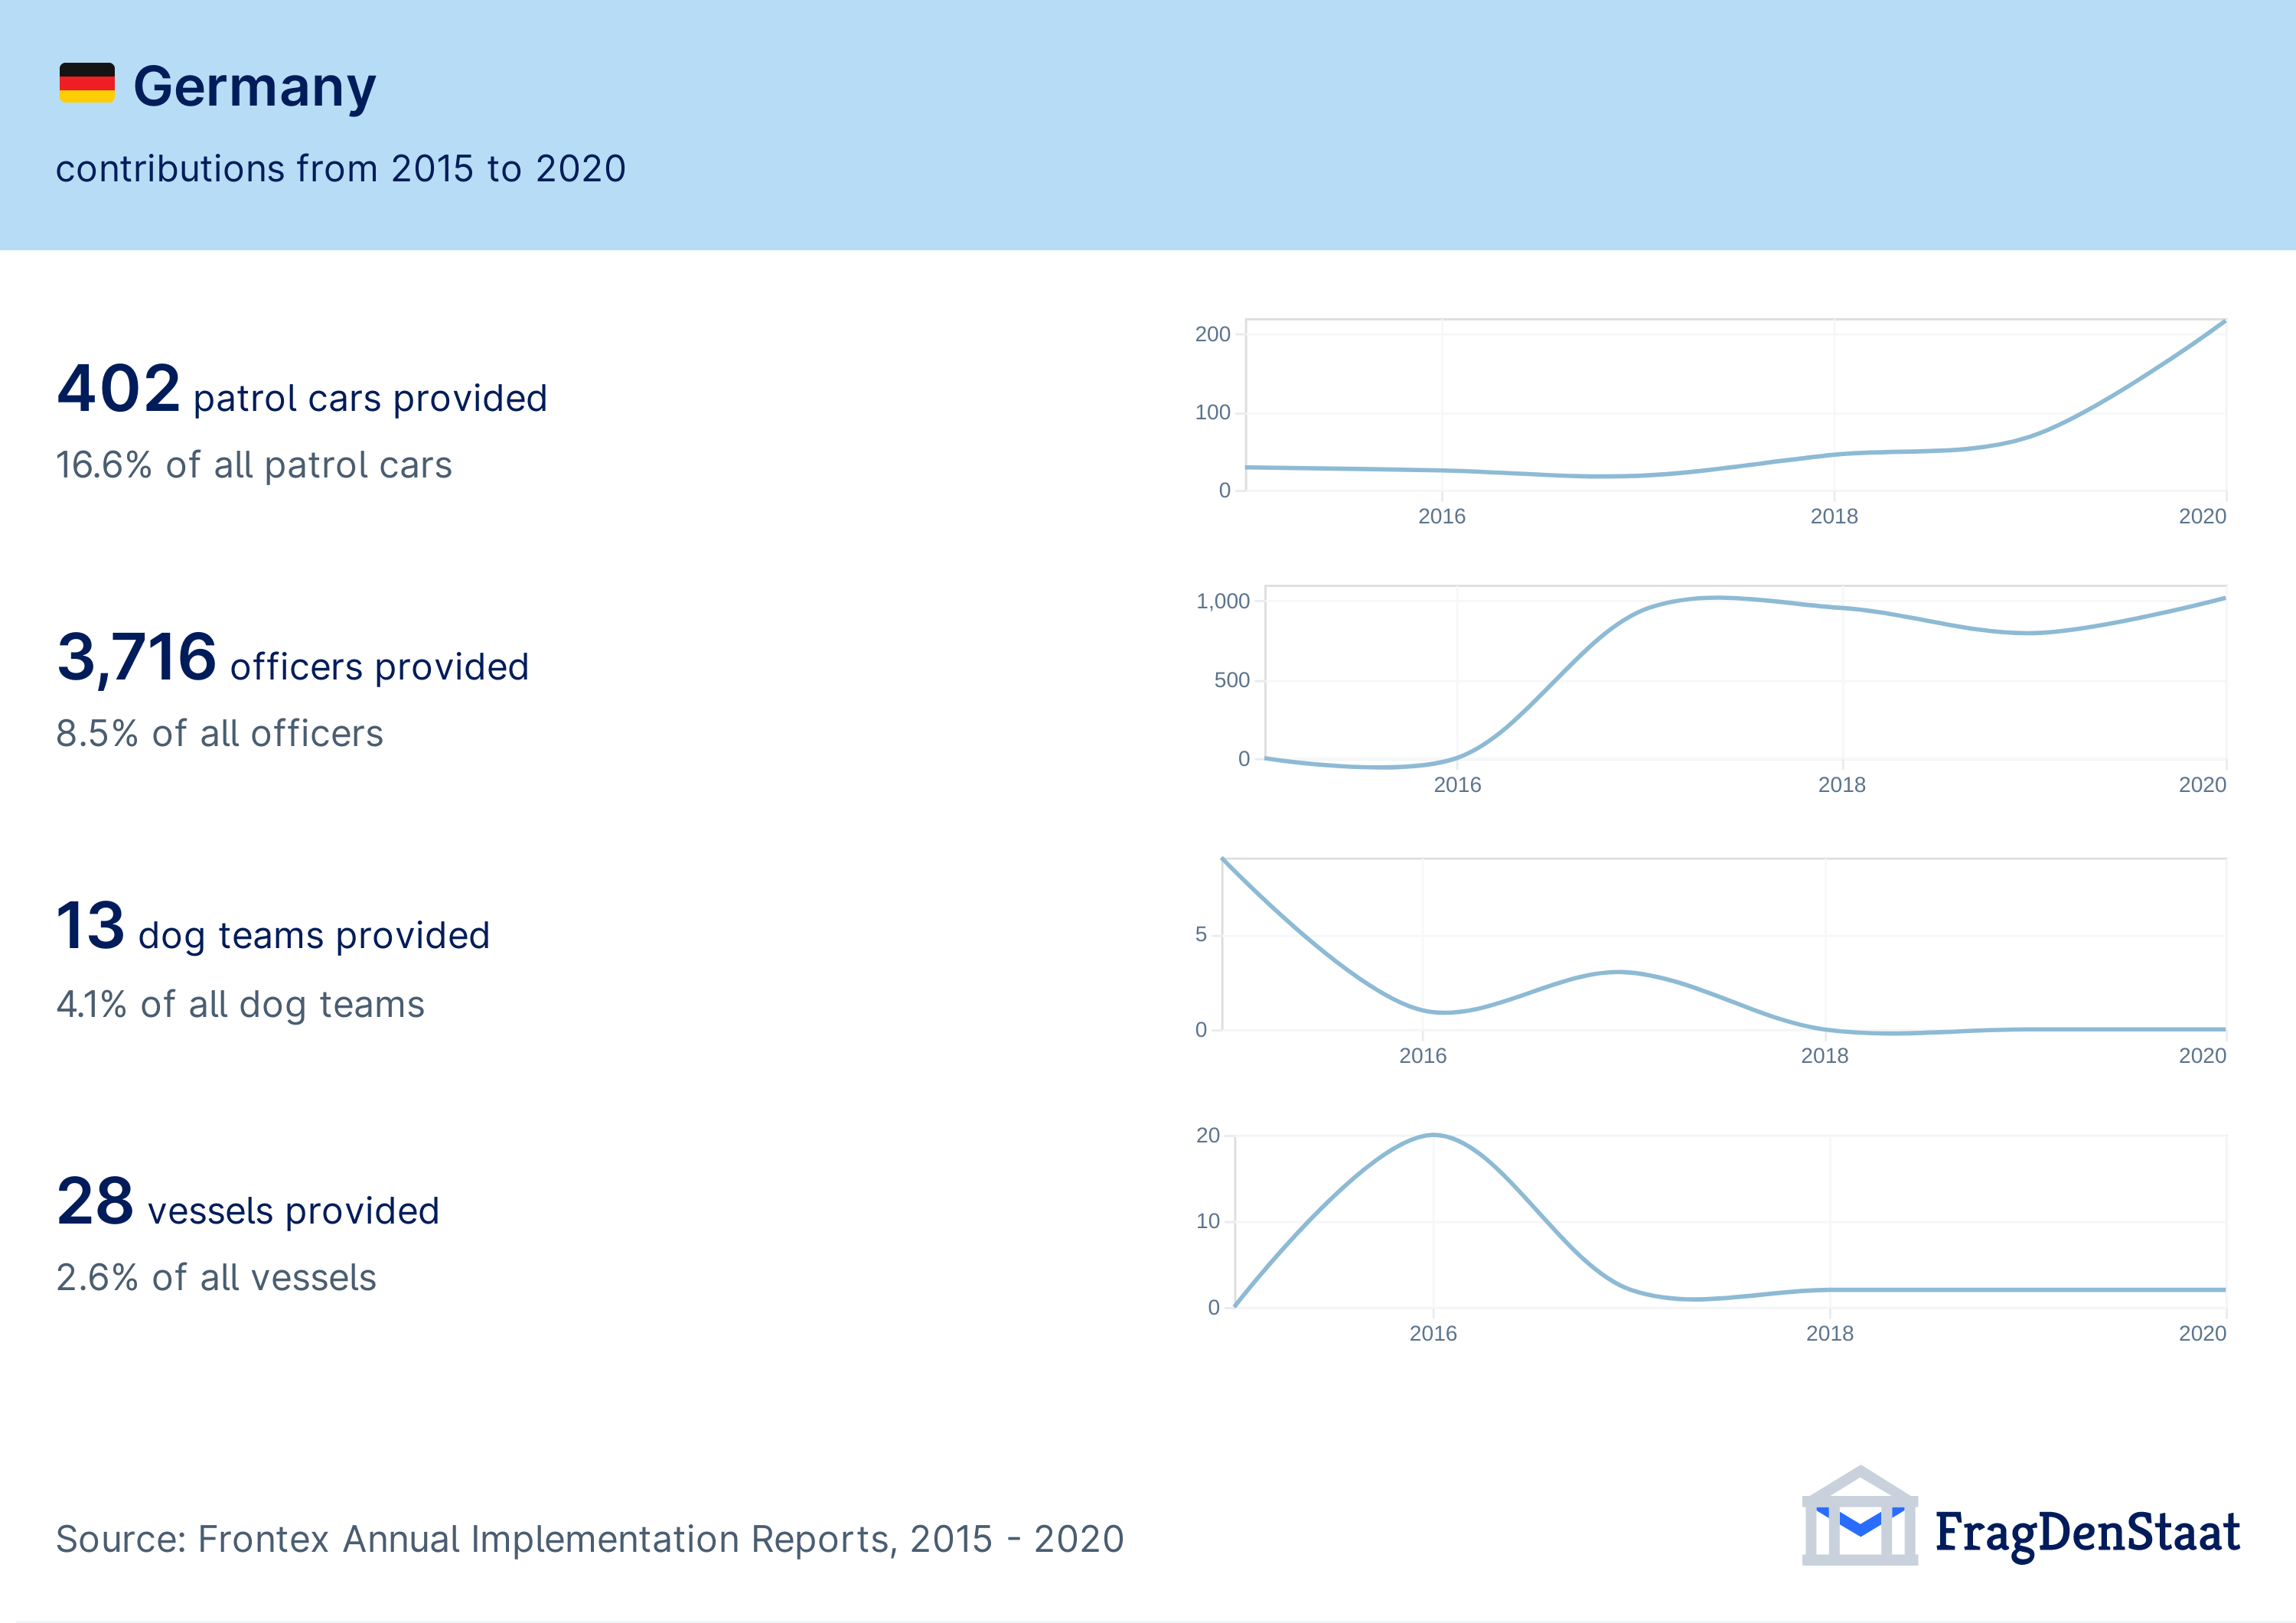 Germany
contributions from 2015 to 2020
402 patrol cars provided
16.6% of all patrol cars
200
100
0
2016
2018
2020
3,716 officers provided
8.5% of all officers
1,000
500
0
2016
2018
2020
13 dog teams provided
4.1% of all dog teams
5
0
2016
2018
2020
28 vessels provided
2.6% of all vessels
20
10
0
2016
2018
2020
Source: Frontex Annual Implementation Reports, 2015 - 2020
FragDenStaat